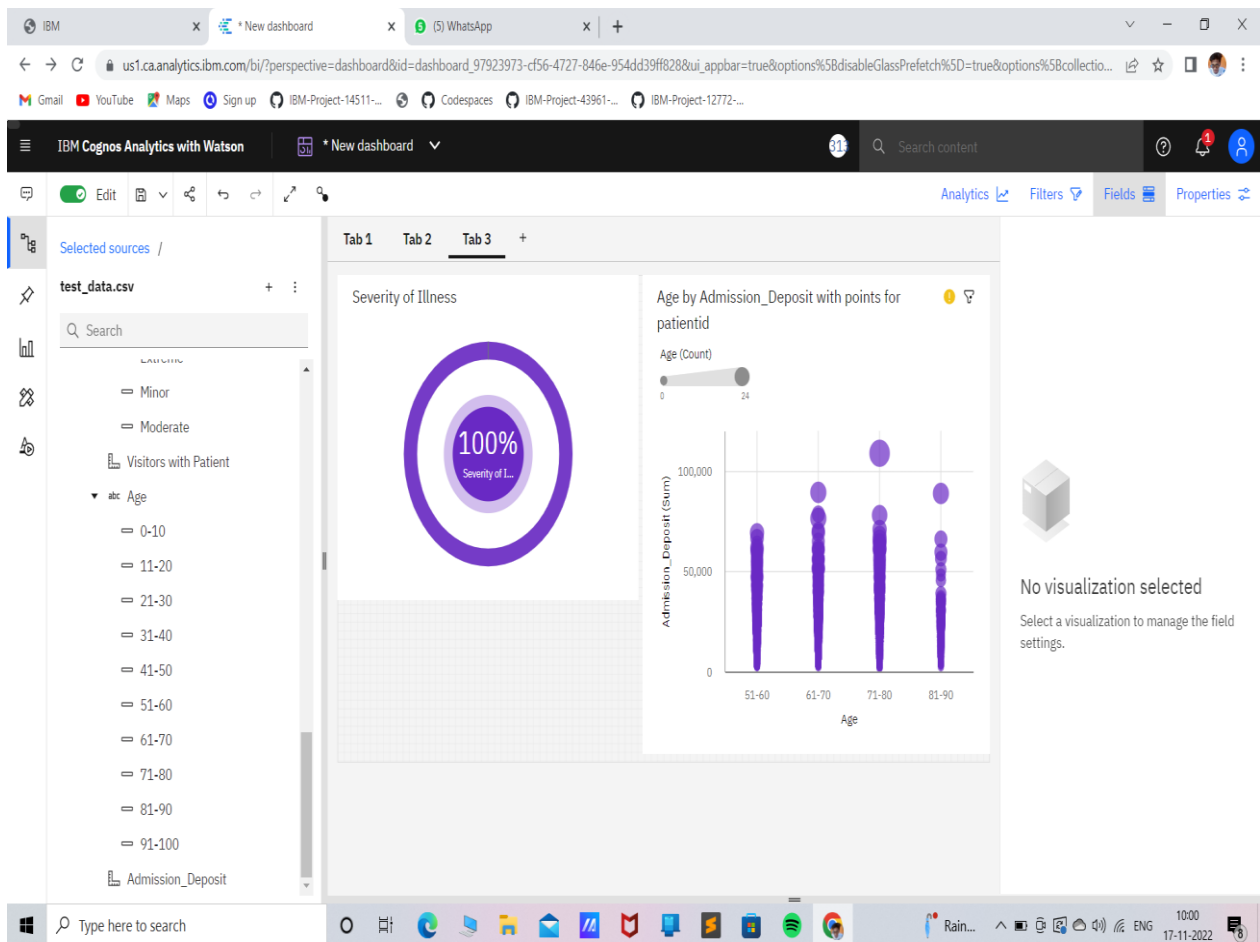 IBM
* New dashboard
(5) WhatsApp
us1.ca.analytics.ibm.com/bi/?perspective=dashboard&id=dashboard_97923973-cf56-4727-846e-954dd39ff828&ui_appbar=true&options%5BdisableGlassPrefetch%5D=true&options%5Bcollectio...
Gmail YouTube Maps Sign up IBM-Project-14511-... Codespaces IBM-Project-43961-... IBM-Project-12772-...
IBM Cognos Analytics with Watson
* New dashboard
Search content
1
Edit
Analytics
Filters
Fields
Properties
Selected sources /
test_data.csv
Search
Extreme
Minor
Moderate
Visitors with Patient
abc Age
0-10
11-20
21-30
31-40
41-50
51-60
61-70
71-80
81-90
91-100
Admission_Deposit
Tab 1 Tab 2 Tab 3
Severity of Illness
100%
Severity of I...
Age by Admission_Deposit with points for
patientid
Age (Count)
0 24
Admission_Deposit (Sum)
100,000
50,000
0
51-60 61-70 71-80 81-90
Age
No visualization selected
Select a visualization to manage the field
settings.
Type here to search
Rain...
ENG
10:00
17-11-2022
8